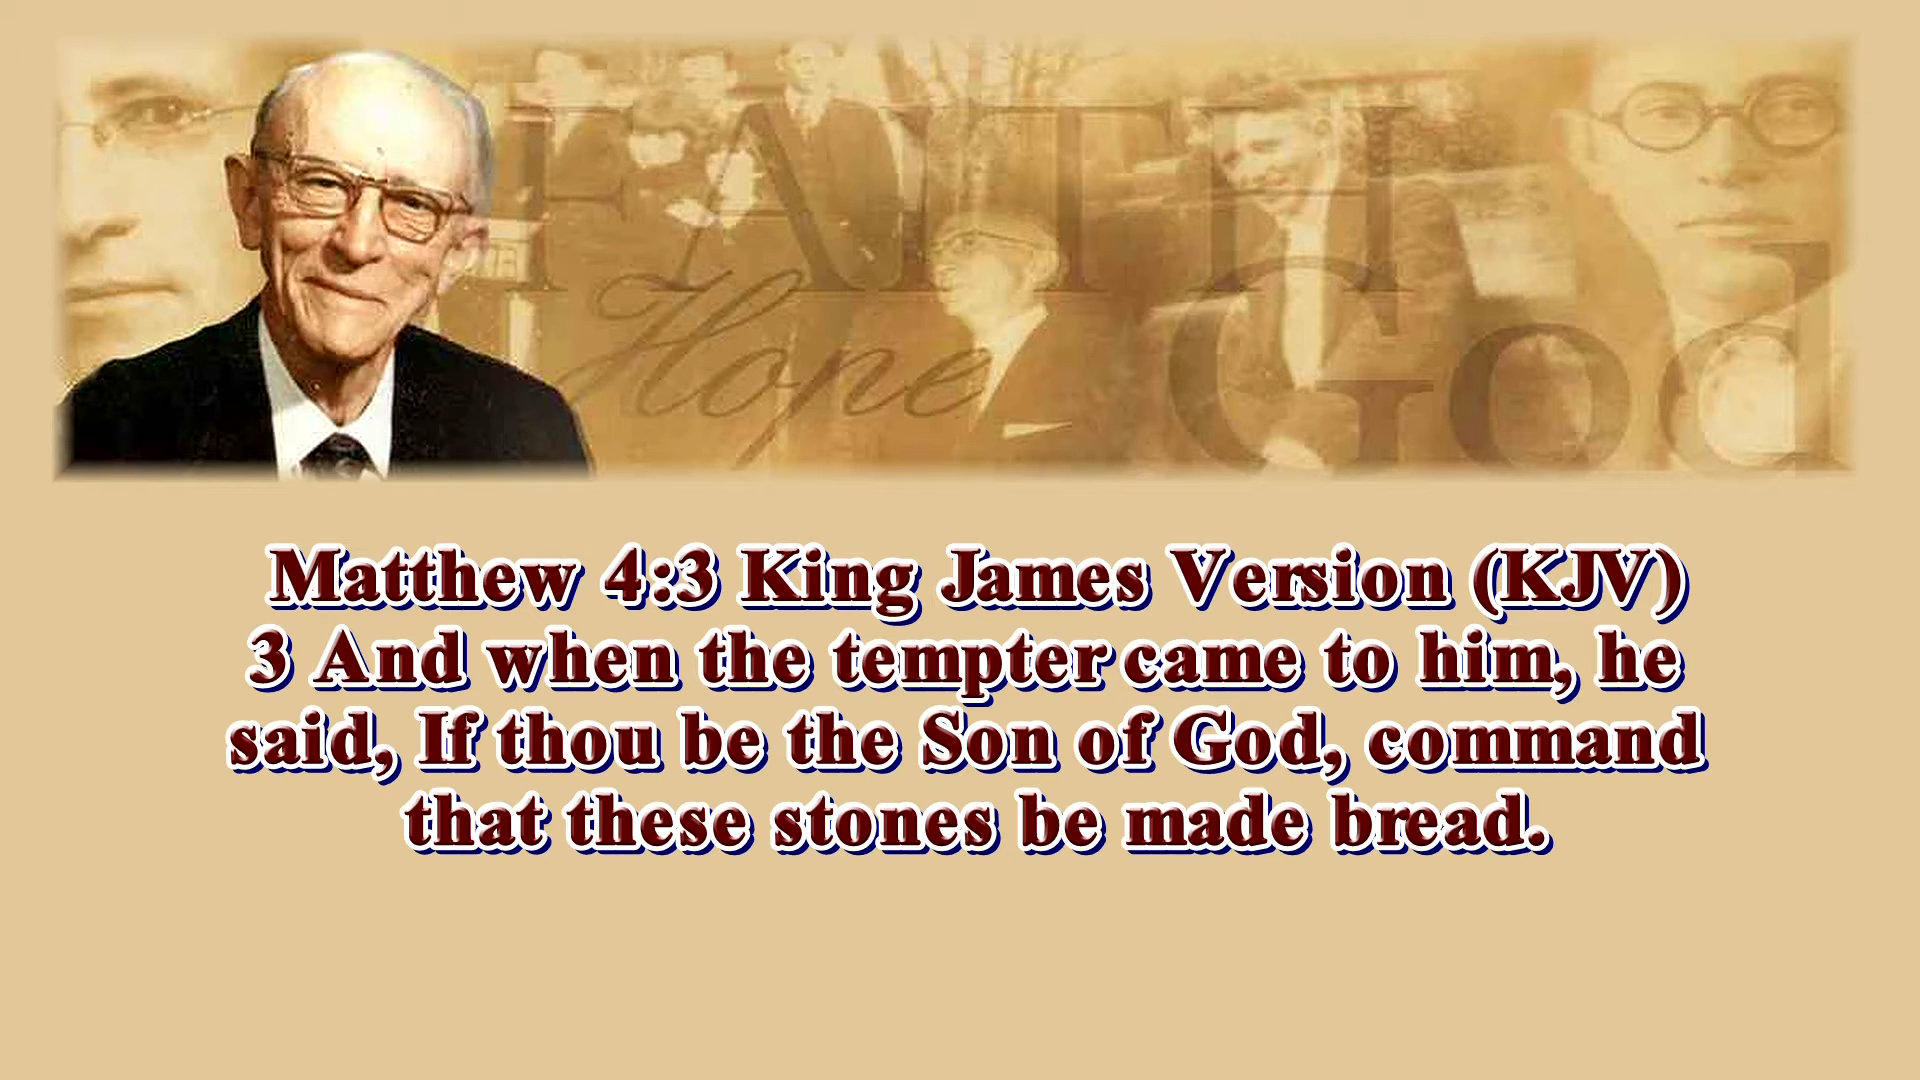 FAITH
Hope
God
Matthew 4:3 King James Version (KJV)
3 And when the tempter came to him, he
said, If thou be the Son of God, command
that these stones be made bread.